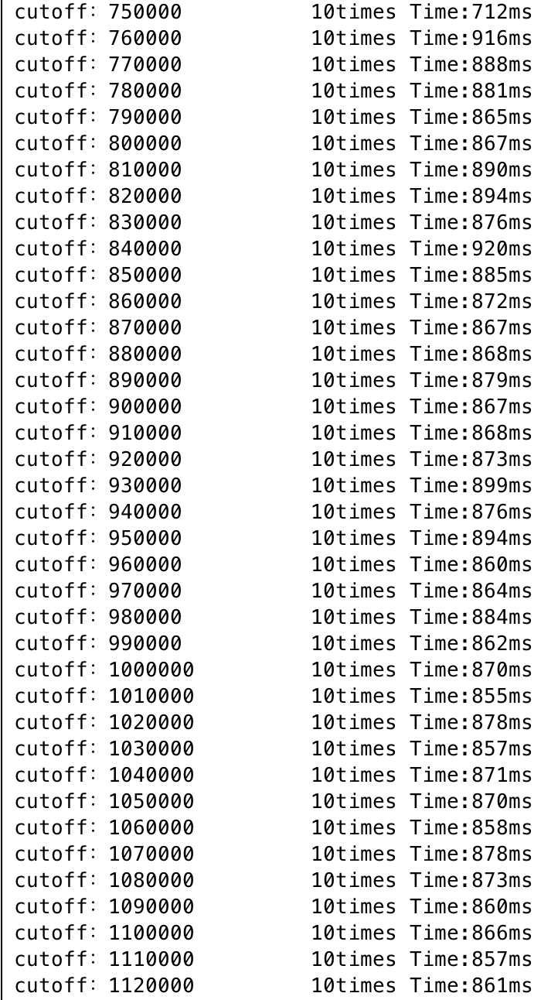 cutoff: 750000 10times Time:712ms
cutoff: 760000 10times Time:916ms
cutoff: 770000 10times Time:888ms
cutoff: 780000 10times Time:881ms
cutoff: 790000 10times Time:865ms
cutoff: 800000 10times Time:867ms
cutoff: 810000 10times Time:890ms
cutoff: 820000 10times Time:894ms
cutoff: 830000 10times Time:876ms
cutoff: 840000 10times Time:920ms
cutoff: 850000 10times Time:885ms
cutoff: 860000 10times Time:872ms
cutoff: 870000 10times Time:867ms
cutoff: 880000 10times Time:868ms
cutoff: 890000 10times Time:879ms
cutoff: 900000 10times Time:867ms
cutoff: 910000 10times Time:868ms
cutoff: 920000 10times Time:873ms
cutoff: 930000 10times Time:899ms
cutoff: 940000 10times Time:876ms
cutoff: 950000 10times Time:894ms
cutoff: 960000 10times Time:860ms
cutoff: 970000 10times Time:864ms
cutoff: 980000 10times Time:884ms
cutoff: 990000 10times Time:862ms
cutoff: 1000000 10times Time:870ms
cutoff: 1010000 10times Time:855ms
cutoff: 1020000 10times Time:878ms
cutoff: 1030000 10times Time:857ms
cutoff: 1040000 10times Time:871ms
cutoff: 1050000 10times Time:870ms
cutoff: 1060000 10times Time:858ms
cutoff: 1070000 10times Time:878ms
cutoff: 1080000 10times Time:873ms
cutoff: 1090000 10times Time:860ms
cutoff: 1100000 10times Time:866ms
cutoff: 1110000 10times Time:857ms
cutoff: 1120000 10times Time:861ms